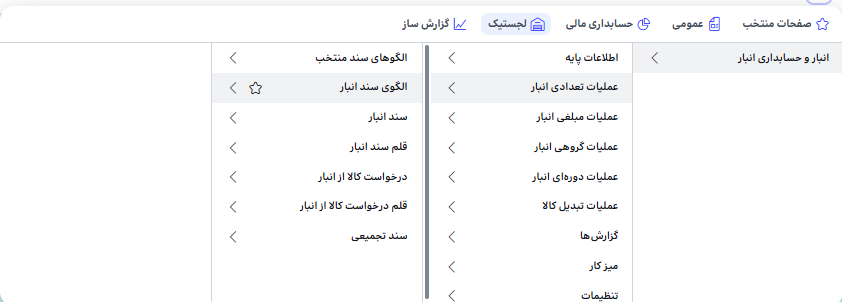 صفحات منتخب
عمومی
حسابداری مالی
لجستیک
گزارش ساز
انبار و حسابداری انبار
اطلاعات پایه
عملیات تعدادی انبار
عملیات مبلغی انبار
عملیات گروهی انبار
عملیات دوره‌ای انبار
عملیات تبدیل کالا
گزارش‌ها
میز کار
تنظیمات
الگوهای سند منتخب
الگوی سند انبار
سند انبار
قلم سند انبار
درخواست کالا از انبار
قلم درخواست کالا از انبار
سند تجمیعی